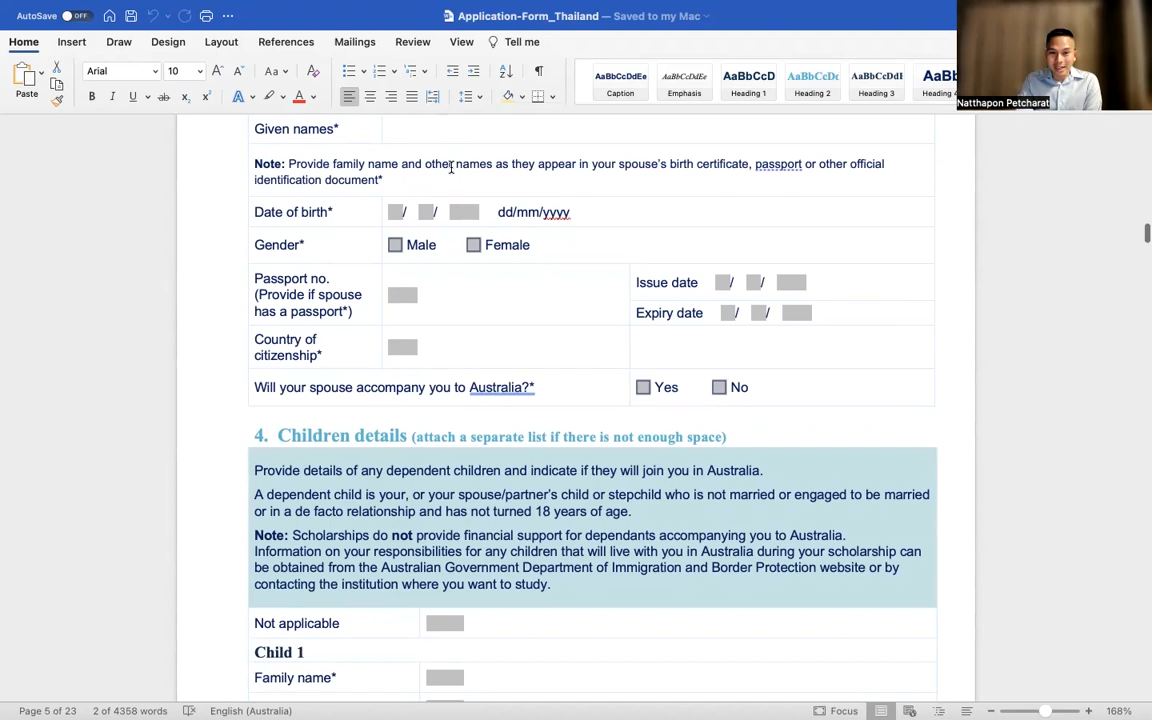 AutoSave OFF
Application-Form_Thailand — Saved to my Mac
Home Insert Draw Design Layout References Mailings Review View Tell me
Paste
Arial 10
AaBbCcDdEe AaBbCcDdEe AaBbCcD AaBbCcDc AaBbCcDdE AaBb
Caption Emphasis Heading 1 Heading 2 Heading 3 Heading 4
Natthapon Petcharat
Given names*
Note: Provide family name and other names as they appear in your spouse's birth certificate, passport or other official
identification document*
Date of birth* / / dd/mm/yyyy
Gender* Male Female
Passport no.
(Provide if spouse
has a passport*)
Issue date / /
Expiry date / /
Country of
citizenship*
Will your spouse accompany you to Australia?* Yes No
4. Children details (attach a separate list if there is not enough space)
Provide details of any dependent children and indicate if they will join you in Australia.
A dependent child is your, or your spouse/partner's child or stepchild who is not married or engaged to be married
or in a de facto relationship and has not turned 18 years of age.
Note: Scholarships do not provide financial support for dependants accompanying you to Australia.
Information on your responsibilities for any children that will live with you in Australia during your scholarship can
be obtained from the Australian Government Department of Immigration and Border Protection website or by
contacting the institution where you want to study.
Not applicable
Child 1
Family name*
Page 5 of 23 2 of 4358 words English (Australia) Focus 168%